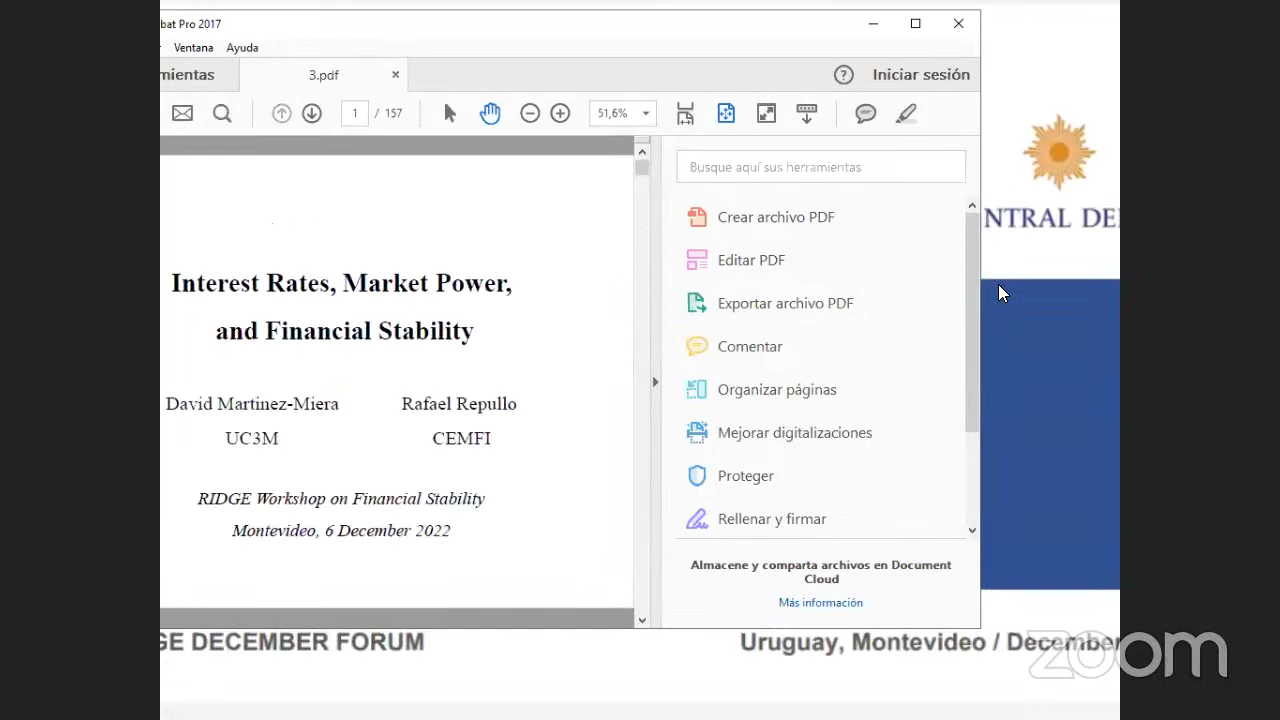 bat Pro 2017
Ventana Ayuda
mientas 3.pdf × ? Iniciar sesión
1 / 157 51,6%
Busque aquí sus herramientas
Crear archivo PDF
Editar PDF
Exportar archivo PDF
Comentar
Organizar páginas
Mejorar digitalizaciones
Proteger
Rellenar y firmar
Almacene y comparta archivos en Document
Cloud
Más información
Interest Rates, Market Power,
and Financial Stability
David Martinez-Miera Rafael Repullo
UC3M CEMFI
RIDGE Workshop on Financial Stability
Montevideo, 6 December 2022
NTRAL DE
GE DECEMBER FORUM Uruguay, Montevideo / December
zoom